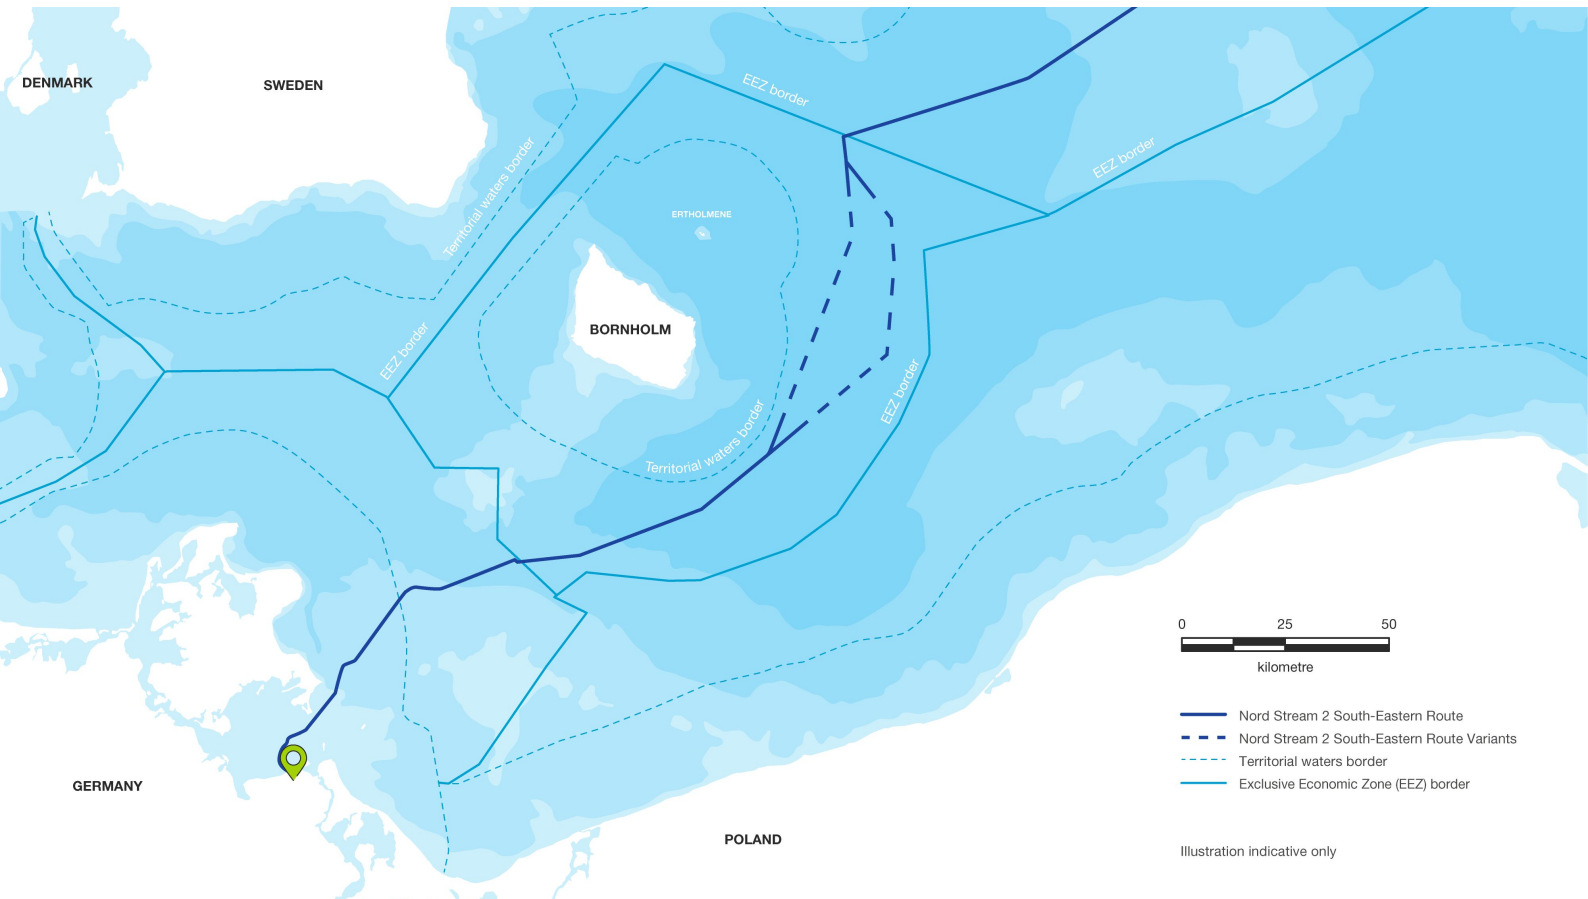 DENMARK
SWEDEN
EEZ border
Territorial waters border
EEZ border
ERTHOLMENE
BORNHOLM
EEZ border
EEZ border
Territorial waters border
GERMANY
POLAND
0 25 50
kilometre
Nord Stream 2 South-Eastern Route
Nord Stream 2 South-Eastern Route Variants
Territorial waters border
Exclusive Economic Zone (EEZ) border
Illustration indicative only